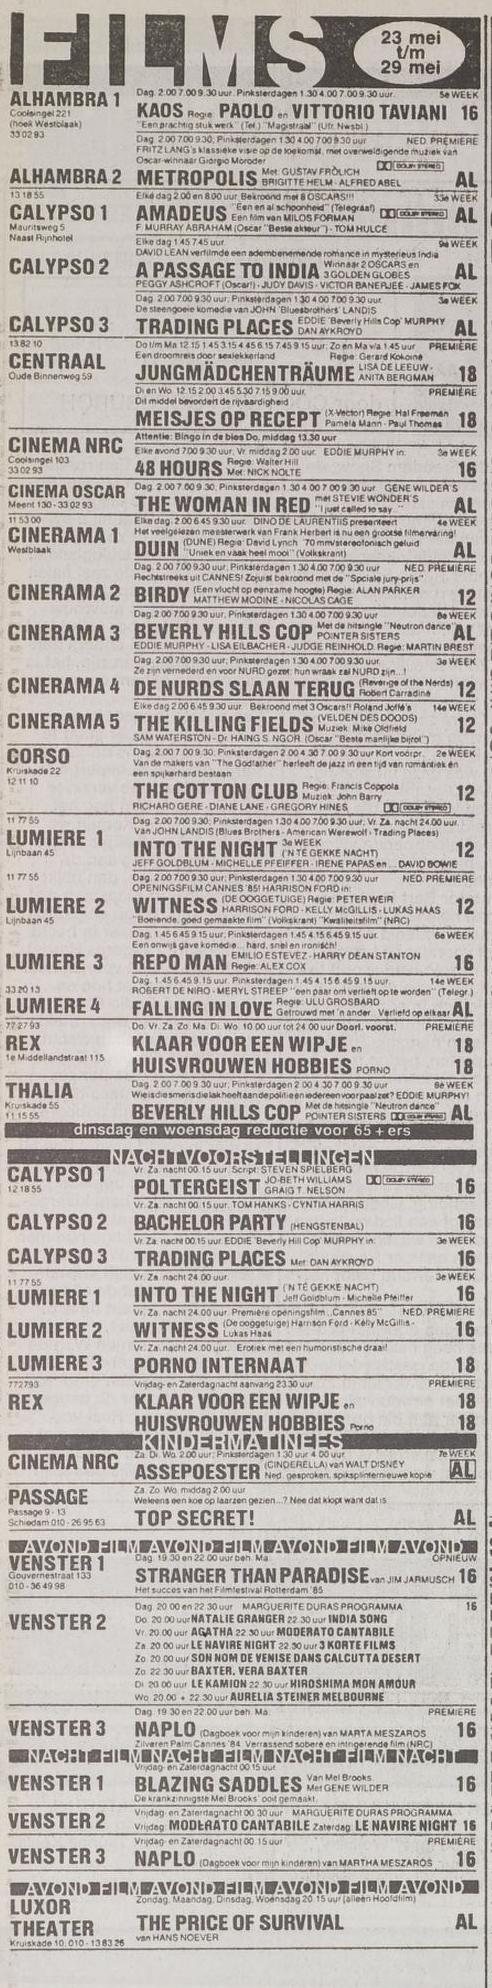 FILMS
23 mei
t/m
29 mei
ALHAMBRA 1
Coolsingel 221
(hoek Westblaak)
33 02 83
Dag. 2.00 7.00 9.30 uur. Pinksterdagen 1.30 4.00 7.00 9.30 uur. 5e WEEK
KAOS Regie: PAOLO en VITTORIO TAVIANI 16
"Een prachtig stuk werk" (Tel.) "Magistraal" (Utr. Nwsbl.)
Dag. 2.00 7.00 9.30; Pinksterdagen 1.30 4.00 7.00 9.30 uur NED. PREMIERE
FRITZ LANG's klassieke visie op de toekomst, met overweldigende muziek van
Oscar-winnaar Giorgio Moroder DOLBY STEREO
ALHAMBRA 2
METROPOLIS Met: GUSTAV FRÖLICH
BRIGITTE HELM - ALFRED ABEL AL
13 18 55
CALYPSO 1
Mauritsweg 5
Naast Rijnhotel
Elke dag 2.00 en 8.00 uur. Bekroond met 8 OSCARS!!! 33e WEEK
AMADEUS "Een en al schoonheid" (Telegraaf)
Een film van MILOS FORMAN DOLBY STEREO AL
F. MURRAY ABRAHAM (Oscar "Beste akteur") - TOM HULCE
Elke dag 1.45 7.45 uur. 9e WEEK
DAVID LEAN verfilmde een adembenemende romance in mysterieus India
CALYPSO 2
A PASSAGE TO INDIA Winnaar 2 OSCARS en
3 GOLDEN GLOBES AL
PEGGY ASHCROFT (Oscar!) - JUDY DAVIS - VICTOR BANERJEE - JAMES FOX
Dag. 2.00 7.00 9.30 uur; Pinksterdagen 1.30 4.00 7.00 9.30 uur. 3e WEEK
De steengoeie komedie van JOHN 'Bluesbrothers' LANDIS
CALYPSO 3
TRADING PLACES EDDIE 'Beverly Hills Cop' MURPHY
DAN AYKROYD AL
13 82 10
CENTRAAL
Oude Binnenweg 59
Do t/m Ma 12.15 1.45 3.15 4.45 6.15 7.45 9.15 uur; Zo en Ma v/a 1.45 uur PREMIÈRE
Een droomreis door sexlekkerland Regie: Gerard Kokoine
JUNGMÄDCHENTRÄUME LISA DE LEEUW -
ANITA BERGMAN 18
Di en Wo. 12.15 2.00 3.45 5.30 7.15 9.00 uur. PREMIERE
Dit middel bevordert de rijvaardigheid
MEISJES OP RECEPT (X-Vector) Regie: Hal Freeman
Pamela Mann - Paul Thomas 18
Attentie: Bingo in de bios Do. middag 13.30 uur
CINEMA NRC
Coolsingel 103
33 02 93
Elke avond 7.00 9.30 uur; Vr. middag 2.00 uur. EDDIE MURPHY in: 3e WEEK
48 HOURS Regie: Walter Hill
Met: NICK NOLTE 16
CINEMA OSCAR
Meent 130 - 33 02 93
Dag. 2.00 7.00 9.30; Pinksterdagen 1.30 4.00 7.00 9.30 uur GENE WILDER'S
THE WOMAN IN RED met STEVIE WONDER'S
"I just called to say..." AL
11 53 00
CINERAMA 1
Westblaak
Elke dag. 2.00 6.45 9.30 uur. DINO DE LAURENTIIS presenteert 4e WEEK
Het veelgelezen meesterwerk van Frank Herbert is nu een grootse filmervaring!
DUIN (DUNE) Regie: David Lynch 70 mm/stereofonisch geluid
"Uniek en vaak heel mooi" (Volkskrant) AL
Dag. 2.00 7.00 9.30 uur; Pinksterdagen 1.30 4.00 7.00 9.30 uur NED. PREMIERE
Rechtstreeks uit CANNES! Zojuist bekroond met de "Speciale jury-prijs"
CINERAMA 2
BIRDY (Een vlucht op eenzame hoogte) Regie: ALAN PARKER
MATTHEW MODINE - NICOLAS CAGE 12
Dag 2.00 7.00 9.30 uur; Pinksterdagen 1.30 4.00 7.00 9.30 uur 8e WEEK
CINERAMA 3
BEVERLY HILLS COP Met de hitsingle "Neutron dance"
POINTER SISTERS AL
EDDIE MURPHY - LISA EILBACHER - JUDGE REINHOLD. Regie: MARTIN BREST
Dag. 2.00 7.00 9.30 uur; Pinksterdagen 1.30 4.00 7.00 9.30 uur. 3e WEEK
Ze zijn vernederd en voor NURD gezet: hun wraak zal NURD zijn...!
CINERAMA 4
DE NURDS SLAAN TERUG (Revenge of the Nerds)
Robert Carradine 12
Elke dag 2.00 6.45 9.30 uur. Bekroond met 3 Oscars!! Roland Joffé's 14e WEEK
CINERAMA 5
THE KILLING FIELDS (VELDEN DES DOODS)
Muziek: Mike Oldfield 12
SAM WATERSTON - Dr. HAING S. NGOR. (Oscar "Beste manlijke bijrol")
CORSO
Kruiskade 22
12 11 10
Dag. 2.00 7.00 9.30 uur; Pinksterdagen 2.00 4.30 7.00 9.30 uur Kort voorpr. 2e WEEK
Van de makers van "The Godfather" herleeft de jazz in een tijd van romantiek en
een spijkerhard bestaan
THE COTTON CLUB Regie: Francis Coppola
Muziek: John Barry 12
RICHARD GERE - DIANE LANE - GREGORY HINES DOLBY STEREO
11 77 55
LUMIERE 1
Lijnbaan 45
Dag. 2.00 7.00 9.30; Pinksterdagen 1.30 4.00 7.00 9.30 uur; Vr. Za. nacht 24.00 uur.
Van JOHN LANDIS (Blues Brothers - American Werewolf - Trading Places)
INTO THE NIGHT 3e WEEK
('N TE GEKKE NACHT) 12
JEFF GOLDBLUM - MICHELLE PFEIFFER - IRENE PAPAS en... DAVID BOWIE
11 77 55
Dag. 2.00 7.00 9.30 uur; Pinksterdagen 1.30 4.00 7.00 9.30 uur NED. PREMIERE
OPENINGSFILM CANNES '85! HARRISON FORD in:
LUMIERE 2
Lijnbaan 45
WITNESS (DE OOGGETUIGE) Regie: PETER WEIR
HARRISON FORD - KELLY McGILLIS - LUKAS HAAS 12
"Boeiende, goed gemaakte film" (Volkskrant) "Kwaliteitsfilm" (NRC)
Dag. 1.45 6.45 9.15 uur; Pinksterdagen 1.45 4.15 6.45 9.15 uur. 6e WEEK
Een onwijs gave komedie... hard, snel en ironisch!
LUMIERE 3
REPO MAN EMILIO ESTEVEZ - HARRY DEAN STANTON
Regie: ALEX COX 16
33 20 13
Dag. 1.45 6.45 9.15 uur; Pinksterdagen 1.45 4.15 6.45 9.15 uur. 14e WEEK
ROBERT DE NIRO - MERYL STREEP "een paar om verliefd op te worden" (Telegr.)
LUMIERE 4
FALLING IN LOVE Regie: ULU GROSBARD
Getrouwd met 'n ander. Verliefd op elkaar AL
77 27 93
REX
1e Middellandstraat 115
Do. Vr. Za. Zo. Ma. Di. Wo. 10.00 uur tot 24.00 uur Doorl. voorst. PREMIERE
KLAAR VOOR EEN WIPJE en 18
HUISVROUWEN HOBBIES PORNO 18
THALIA
Kruiskade 55
11 15 55
Dag. 2.00 7.00 9.30 uur; Pinksterdagen 2.00 4.30 7.00 9.30 uur 8e WEEK
Wie is die smeris die lak heeft aan de politie en iedereen voor paal zet? EDDIE MURPHY!
BEVERLY HILLS COP Met de hitsingle "Neutron dance"
POINTER SISTERS DOLBY STEREO AL
dinsdag en woensdag reductie voor 65+ers
NACHTVOORSTELLINGEN
CALYPSO 1
12 18 55
Vr. Za. nacht 00.15 uur. Script: STEVEN SPIELBERG
POLTERGEIST JO-BETH WILLIAMS
GRAIG T. NELSON DOLBY STEREO 16
Vr. Za. nacht 00.15 uur. TOM HANKS - CYNTIA HARRIS
CALYPSO 2
BACHELOR PARTY (HENGSTENBAL) 16
Vr. Za. nacht 00.15 uur. EDDIE 'Beverly Hill Cop' MURPHY in: 3e WEEK
CALYPSO 3
TRADING PLACES Met: DAN AYKROYD 16
11 77 55
Vr. Za. nacht 24.00 uur. 3e WEEK
LUMIERE 1
INTO THE NIGHT ('N TÉ GEKKE NACHT)
Jeff Goldblum - Michelle Pfeiffer 16
Vr. Za. nacht 24.00 uur. Première openingsfilm ,,Cannes 85" NED. PREMIERE
LUMIERE 2
WITNESS (De ooggetuige) Harrison Ford - Kelly McGillis -
Lukas Haas 16
Vr. Za. nacht 24.00 uur. Erotiek met een humoristische draai!
LUMIERE 3
PORNO INTERNAAT 18
772793
REX
Vrijdag- en Zaterdagnacht aanvang 23.30 uur PREMIERE
KLAAR VOOR EEN WIPJE en 18
HUISVROUWEN HOBBIES Porno 18
KINDERMATINEES
CINEMA NRC
Za. Di. Wo. 2.00 uur; Pinksterdagen 1.30 uur 4.00 uur. 7e WEEK
ASSEPOESTER (CINDERELLA) van WALT DISNEY
Ned. gesproken, spiksplinternieuwe kopie AL
PASSAGE
Passage 9 - 13
Schiedam 010 - 26 95 63
Za. Zo. Wo. middag 2.00 uur
Weleens een koe op laarzen gezien...? Nee dat klopt want dat is
TOP SECRET! AL
AVOND FILM AVOND FILM AVOND FILM AVOND
VENSTER 1
Gouvernestraat 133
010 - 36 49 98
Dag. 19.30 en 22.00 uur beh. Ma. OPNIEUW
STRANGER THAN PARADISE van JIM JARMUSCH 16
Het succes van het Filmfestival Rotterdam '85
VENSTER 2
Dag. 20.00 en 22.30 uur MARGUERITE DURAS PROGRAMMA 16
Do. 20.00 uur NATALIE GRANGER 22.30 uur INDIA SONG
Vr. 20.00 uur AGATHA 22.30 uur MODERATO CANTABILE
Za. 20.00 uur LE NAVIRE NIGHT 22.30 uur 3 KORTE FILMS
Zo. 20.00 uur SON NOM DE VENISE DANS CALCUTTA DESERT
Zo. 22.30 uur BAXTER, VERA BAXTER
Di. 20.00 uur LE KAMION 22.30 uur HIROSHIMA MON AMOUR
Wo. 20.00 + 22.30 uur AURELIA STEINER MELBOURNE
Dag. 19.30 en 22.00 uur beh. Ma. PREMIERE
VENSTER 3
NAPLO (Dagboek voor mijn kinderen) van MARTA MESZAROS 16
Zilveren Palm Cannes '84. Verrassend sobere en intrigerende film (NRC)
NACHT FILM NACHT FILM NACHT FILM NACHT
Vrijdag- en Zaterdagnacht 00.15 uur.
VENSTER 1
BLAZING SADDLES Van Mel Brooks.
Met GENE WILDER 16
De krankzinnigste Mel Brooks' ooit gemaakt.
VENSTER 2
Vrijdag- en Zaterdagnacht 00.30 uur MARGUERITE DURAS PROGRAMMA
Vrijdag: MODERATO CANTABILE Zaterdag: LE NAVIRE NIGHT 16
Vrijdag- en Zaterdagnacht 00.15 uur PREMIÈRE
VENSTER 3
NAPLO (Dagboek voor mijn kinderen) van MARTHA MESZAROS 16
AVOND FILM AVOND FILM AVOND FILM AVOND
LUXOR
THEATER
Kruiskade 10, 010 - 13 83 26
Zondag, Maandag, Dinsdag, Woensdag 20.15 uur (alleen Hoofdfilm)
THE PRICE OF SURVIVAL AL
van HANS NOEVER